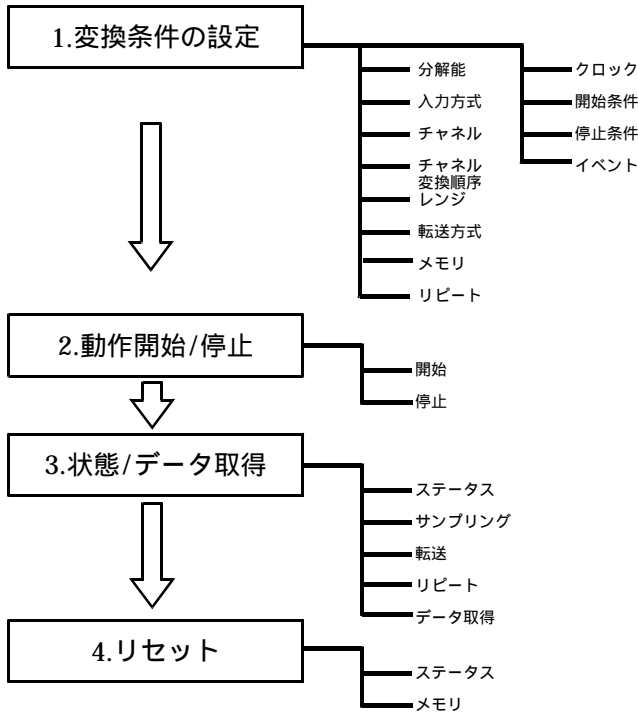 1.変換条件の設定
分解能
入力方式
チャネル
チャネル
変換順序
レンジ
転送方式
メモリ
リピート
クロック
開始条件
停止条件
イベント
2.動作開始/停止
開始
停止
3.状態/データ取得
ステータス
サンプリング
転送
リピート
データ取得
4.リセット
ステータス
メモリ